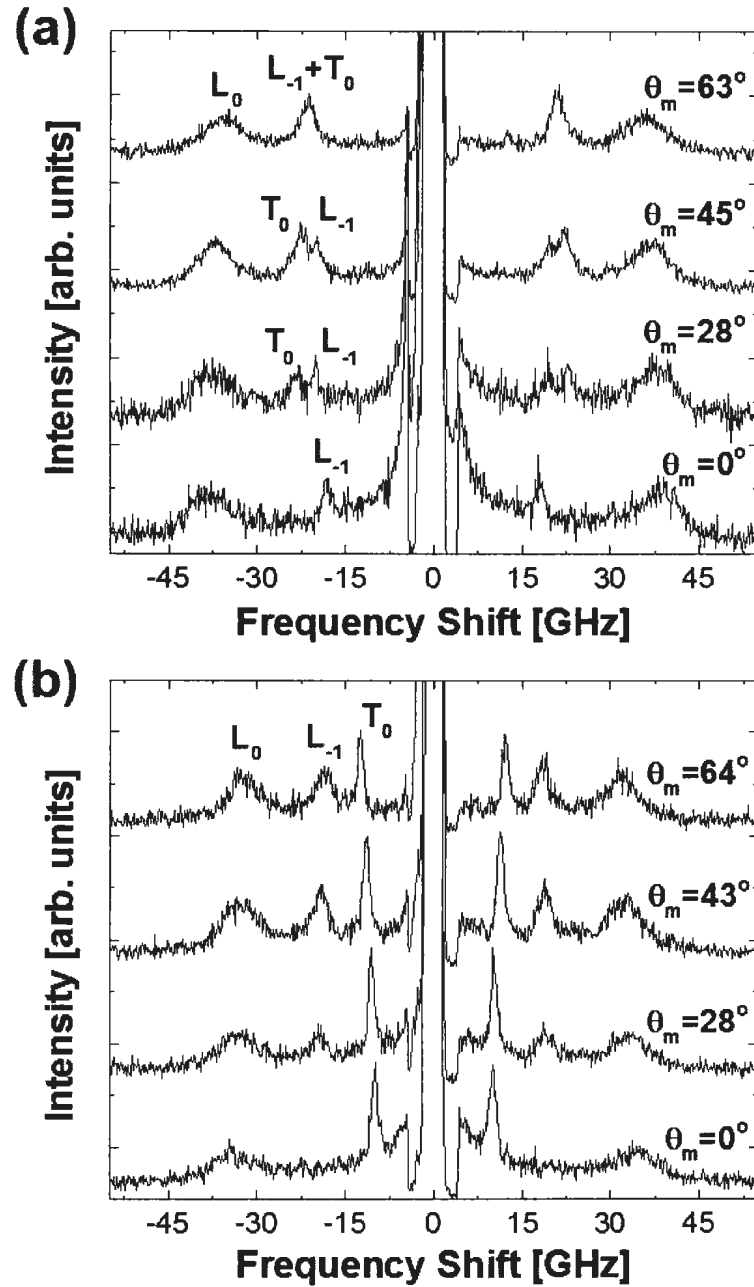 (a)
L₀
L₋₁+T₀
θₘ=63°
T₀
L₋₁
θₘ=45°
T₀
L₋₁
θₘ=28°
L₋₁
θₘ=0°
Intensity [arb. units]
-45 -30 -15 0 15 30 45
Frequency Shift [GHz]
(b)
T₀
L₀
L₋₁
θₘ=64°
θₘ=43°
θₘ=28°
θₘ=0°
Intensity [arb. units]
-45 -30 -15 0 15 30 45
Frequency Shift [GHz]